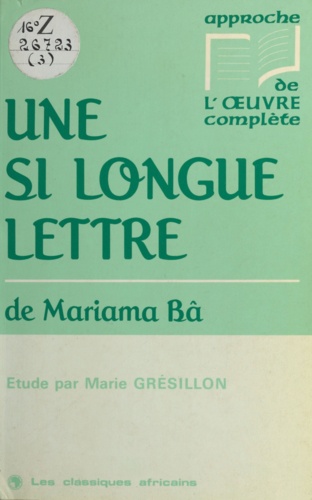 16° Z
26723
(3)
approche
de
L'ŒUVRE
complète
UNE
SI LONGUE
LETTRE
de Mariama Bâ
Etude par Marie GRÉSILLON
Les classiques africains